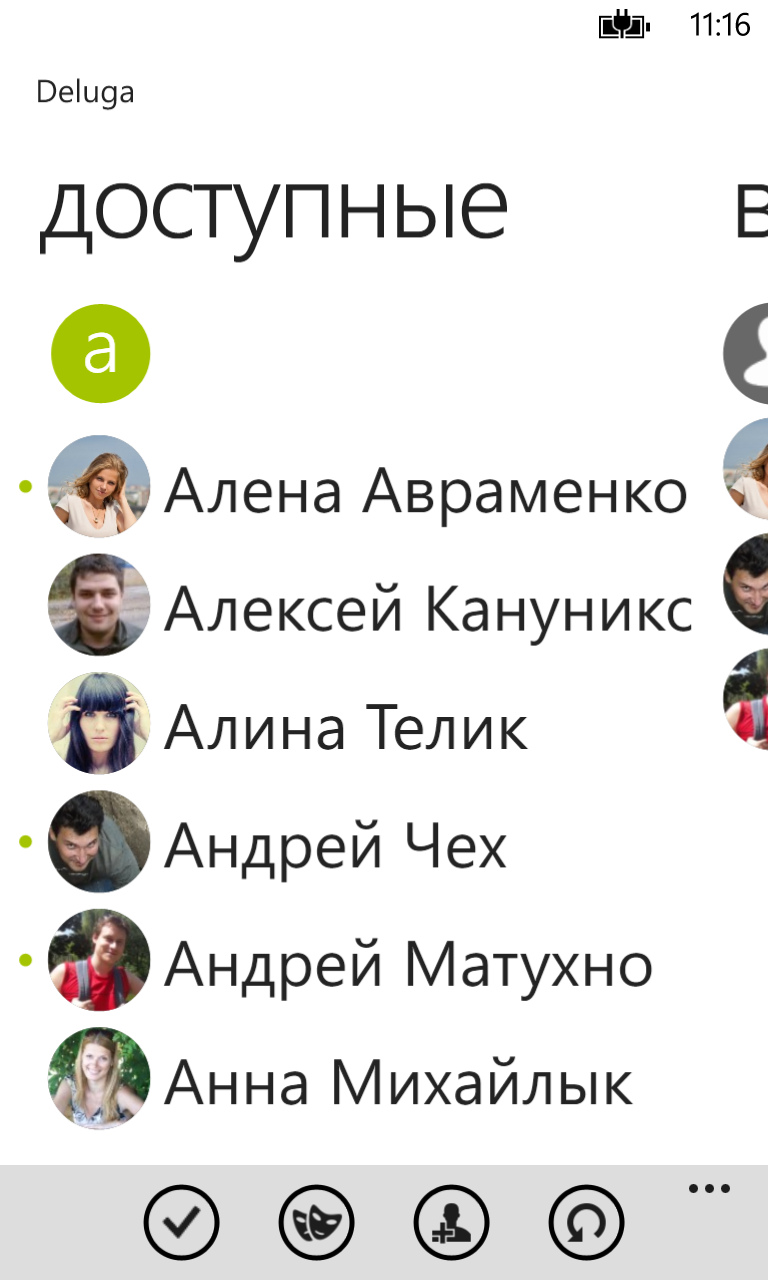 11:16
Deluga
доступные
в
а
Алена Авраменко
Алексей Кануникс
Алина Телик
Андрей Чех
Андрей Матухно
Анна Михайлык